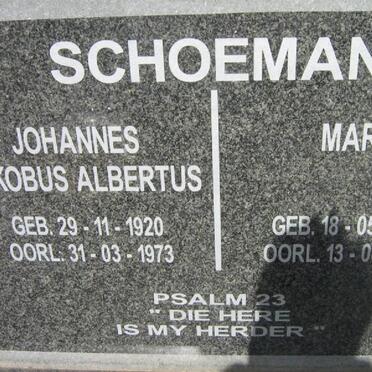 SCHOEMAN
JOHANNES
KOBUS ALBERTUS
GEB. 29-11-1920
OORL. 31-03-1973
MAR
GEB. 18-05
OORL. 13-0
PSALM 23
" DIE HERE
IS MY HERDER "